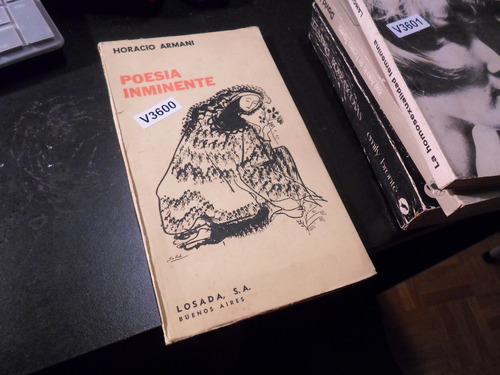 HORACIO ARMANI
POESIA
INMINENTE
V3600
LOSADA, S.A.
BUENOS AIRES
V3601
La homosexualidad femenina